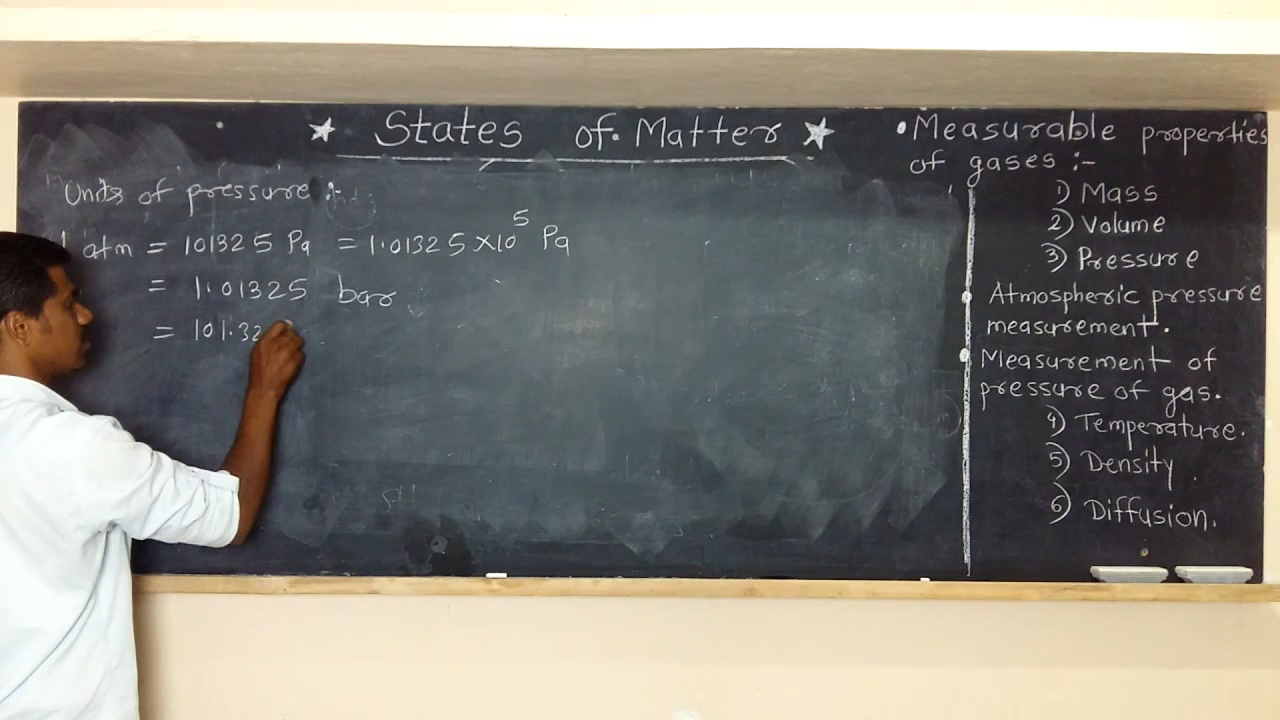 ★ States of Matter ★
Units of pressure :-
1 atm = 101325 Pa = 1.01325 ×10⁵ Pa
= 1.01325 bar
= 101.32
• Measurable properties
of gases :-
1) Mass
2) Volume
3) Pressure
• Atmospheric pressure
measurement.
• Measurement of
pressure of gas.
4) Temperature.
5) Density.
6) Diffusion.